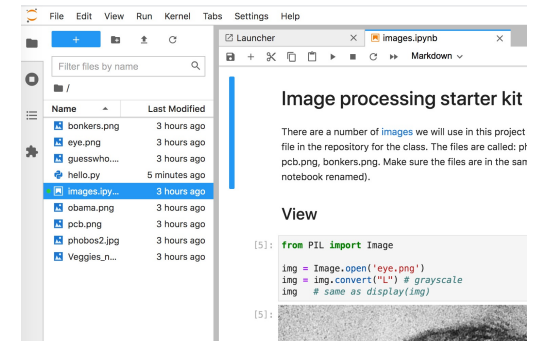 File Edit View Run Kernel Tabs Settings Help
Launcher
images.ipynb
Markdown
Filter files by name
/
Name Last Modified
bonkers.png 3 hours ago
eye.png 3 hours ago
guesswho.... 3 hours ago
hello.py 5 minutes ago
images.ipy... 3 hours ago
obama.png 3 hours ago
pcb.png 3 hours ago
phobos2.jpg 3 hours ago
Veggies_n... 3 hours ago
Image processing starter kit
There are a number of images we will use in this project
file in the repository for the class. The files are called:
pcb.png, bonkers.png. Make sure the files are in the
notebook renamed).
View
[5]: from PIL import Image
img = Image.open('eye.png')
img = img.convert("L") # grayscale
img # same as display(img)
[5]: